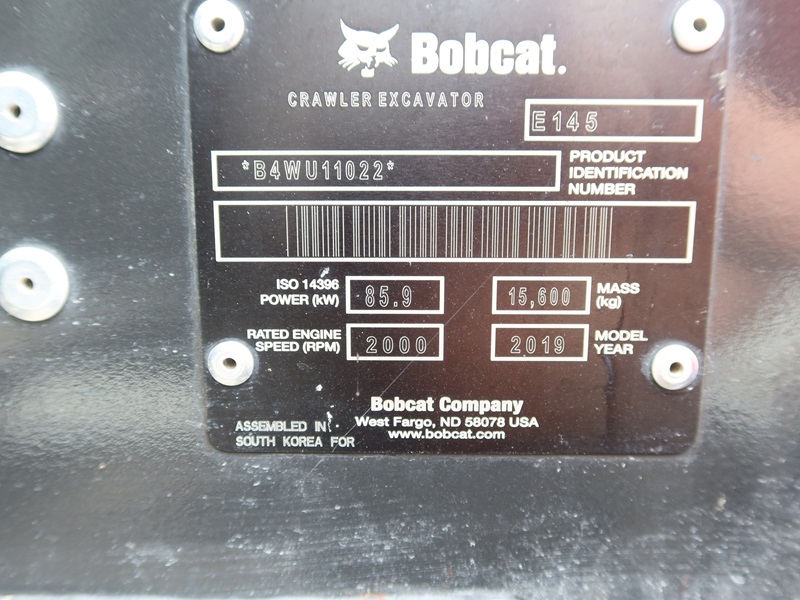 Bobcat.
CRAWLER EXCAVATOR
E145
*B4WU11022*
PRODUCT
IDENTIFICATION
NUMBER
ISO 14396
POWER (kW)
85.9
15,600
MASS
(kg)
RATED ENGINE
SPEED (RPM)
2000
2019
MODEL
YEAR
Bobcat Company
West Fargo, ND 58078 USA
www.bobcat.com
ASSEMBLED IN
SOUTH KOREA FOR